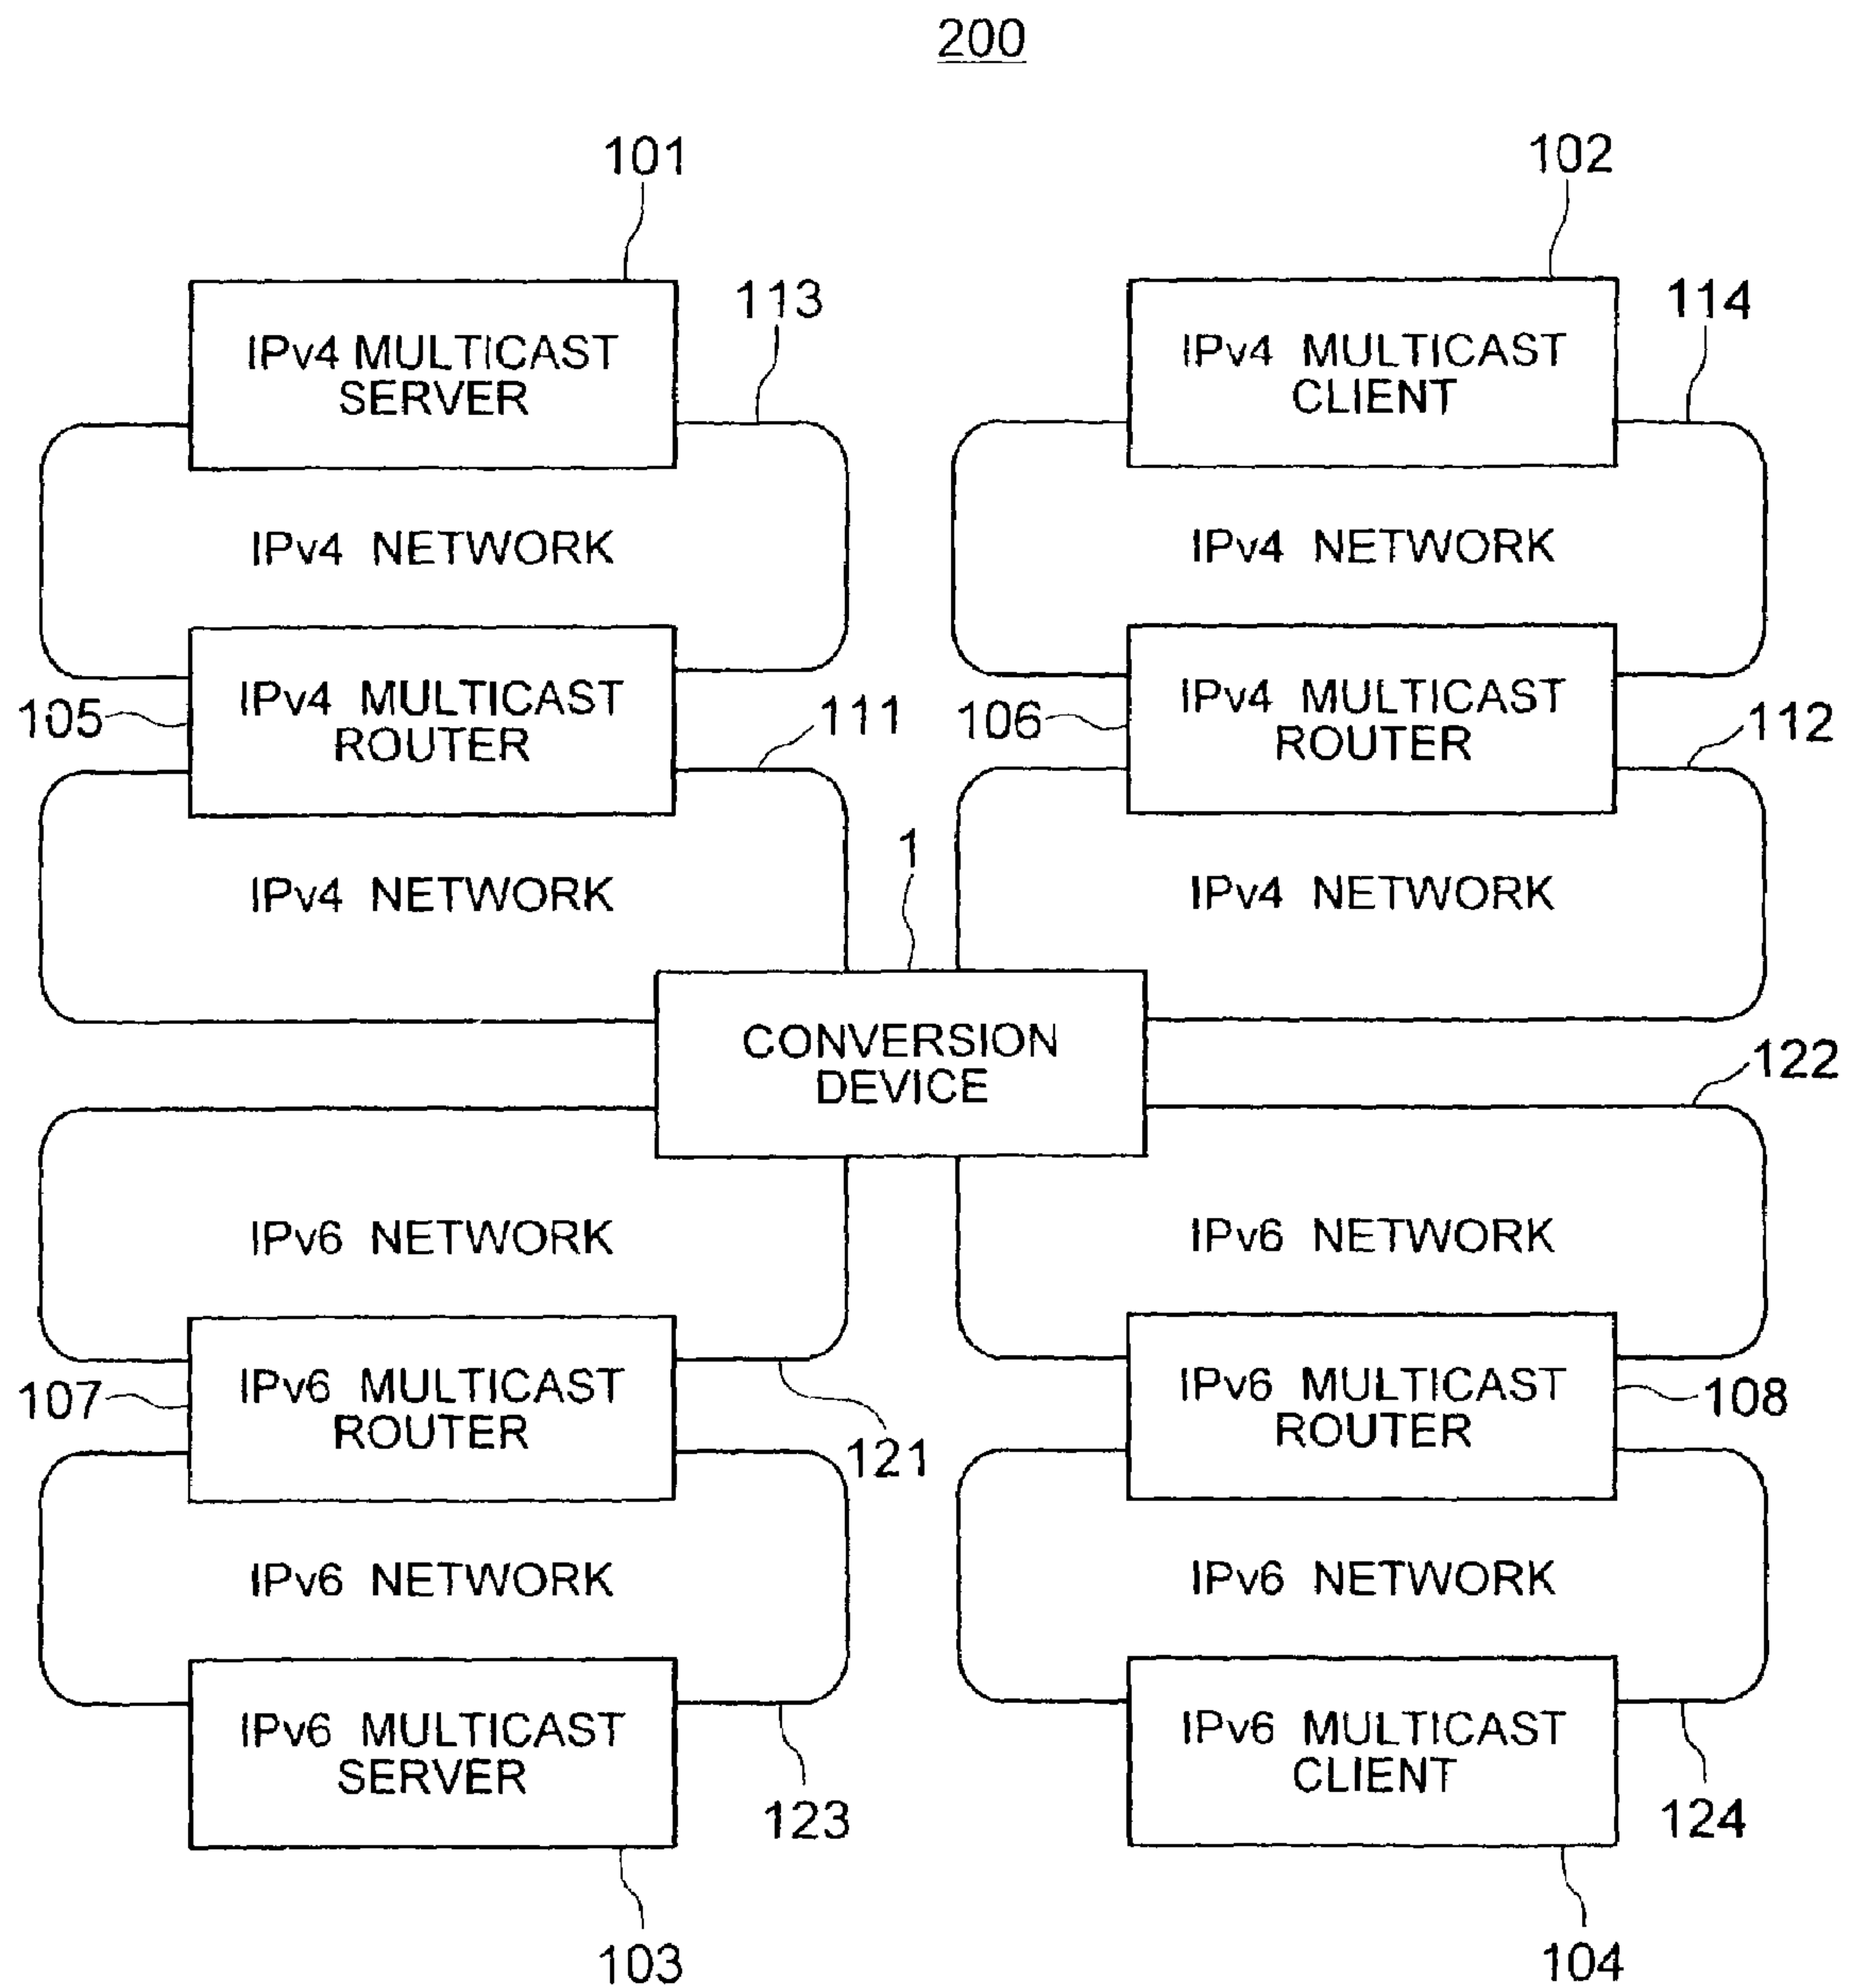 200
101
102
113
114
IPv4 MULTICAST
SERVER
IPv4 MULTICAST
CLIENT
IPv4 NETWORK
IPv4 NETWORK
105
IPv4 MULTICAST
ROUTER
111
106
IPv4 MULTICAST
ROUTER
112
1
IPv4 NETWORK
IPv4 NETWORK
CONVERSION
DEVICE
122
IPv6 NETWORK
IPv6 NETWORK
107
IPv6 MULTICAST
ROUTER
121
IPv6 MULTICAST
ROUTER
108
IPv6 NETWORK
IPv6 NETWORK
IPv6 MULTICAST
SERVER
123
IPv6 MULTICAST
CLIENT
124
103
104